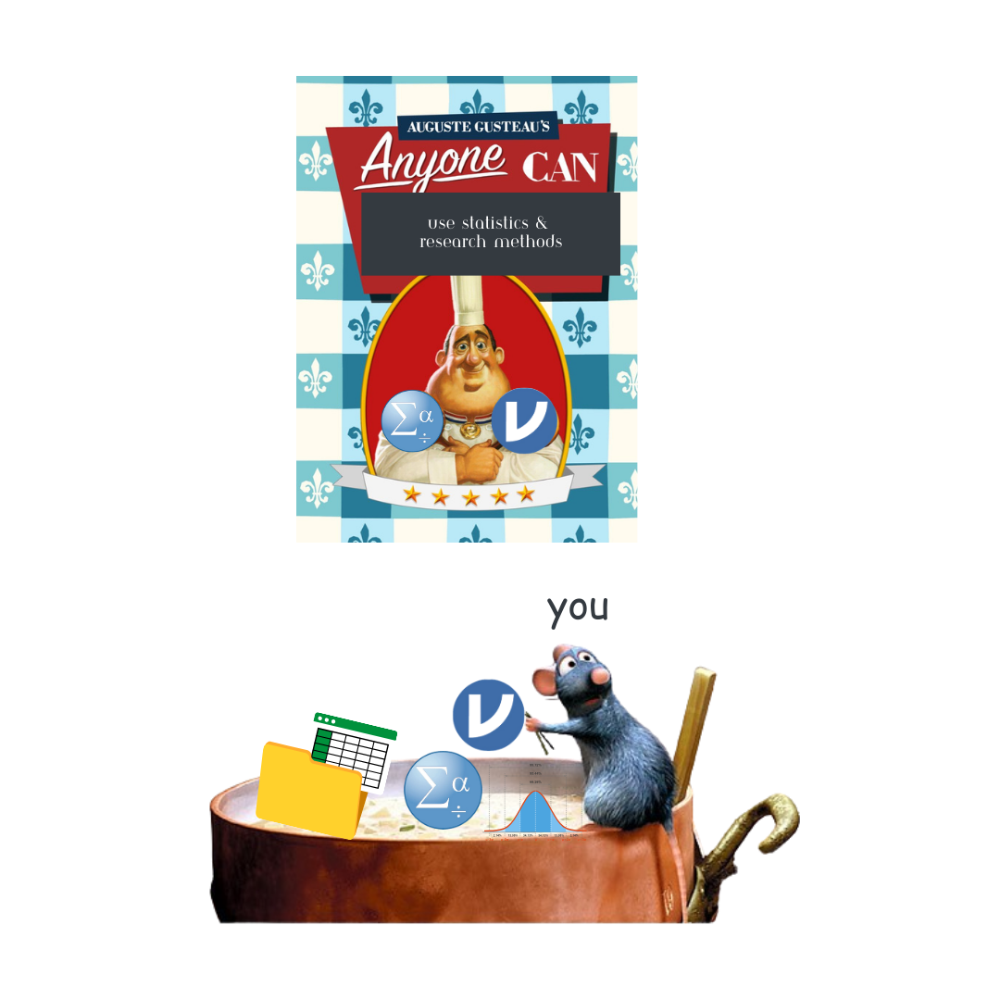 AUGUSTE GUSTEAU'S
Anyone CAN
use statistics &
research methods
Σ α
÷
you
Σ α
÷